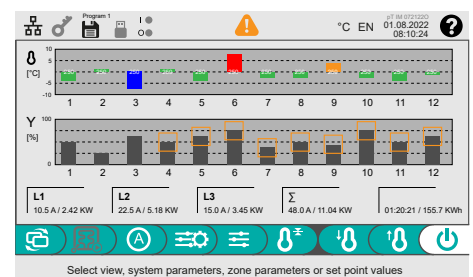 Program 1
I
O
°C EN
pT IM 072122O
01.08.2022
08:10:24
?
[°C]
10
5
-5
-10
1 2 3 4 5 6 7 8 9 10 11 12
Y
[%]
100
0
1 2 3 4 5 6 7 8 9 10 11 12
L1
10.5 A / 2.42 KW
L2
22.5 A / 5.18 KW
L3
15.0 A / 3.45 KW
Σ
48.0 A / 11.04 KW
01:20:21 / 155.7 KWh
A
Select view, system parameters, zone parameters or set point values